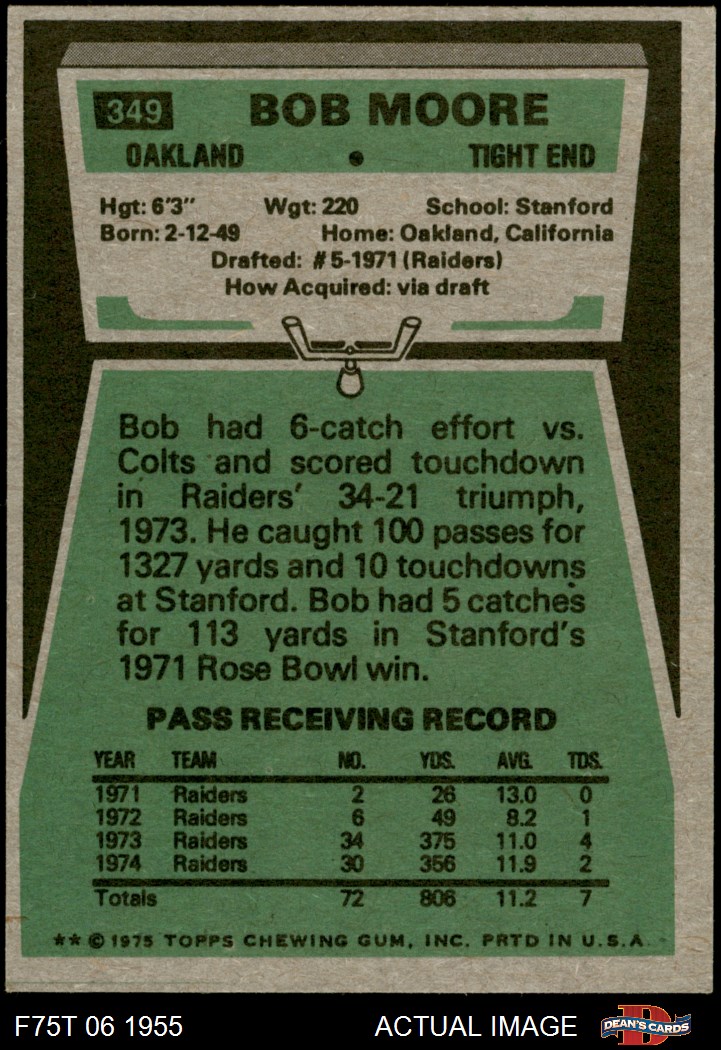 349 BOB MOORE
OAKLAND • TIGHT END
Hgt: 6'3" Wgt: 220 School: Stanford
Born: 2-12-49 Home: Oakland, California
Drafted: #5-1971 (Raiders)
How Acquired: via draft
Bob had 6-catch effort vs.
Colts and scored touchdown
in Raiders' 34-21 triumph,
1973. He caught 100 passes for
1327 yards and 10 touchdowns
at Stanford. Bob had 5 catches
for 113 yards in Stanford's
1971 Rose Bowl win.
PASS RECEIVING RECORD
YEAR TEAM NO. YDS. AVG. TDS.
1971 Raiders 2 26 13.0 0
1972 Raiders 6 49 8.2 1
1973 Raiders 34 375 11.0 4
1974 Raiders 30 356 11.9 2
Totals 72 806 11.2 7
** © 1975 TOPPS CHEWING GUM, INC. PRTD IN U.S.A.
F75T 06 1955 ACTUAL IMAGE DEAN'S CARDS